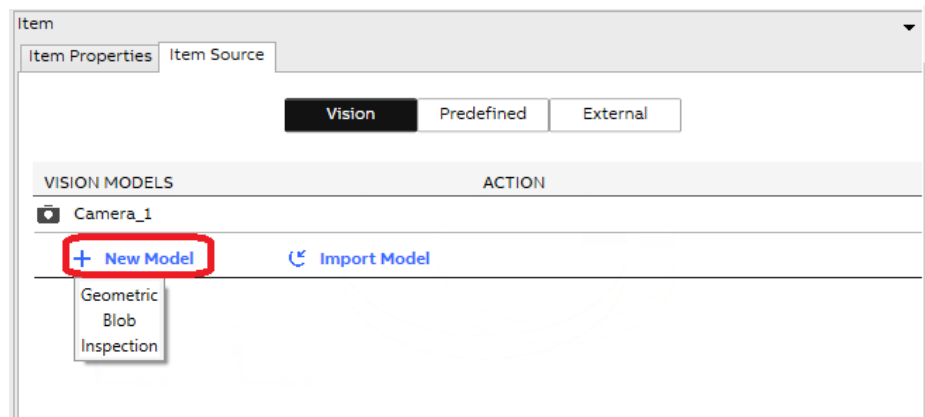 Item
Item Properties Item Source
Vision Predefined External
VISION MODELS ACTION
Camera_1
+ New Model Import Model
Geometric
Blob
Inspection